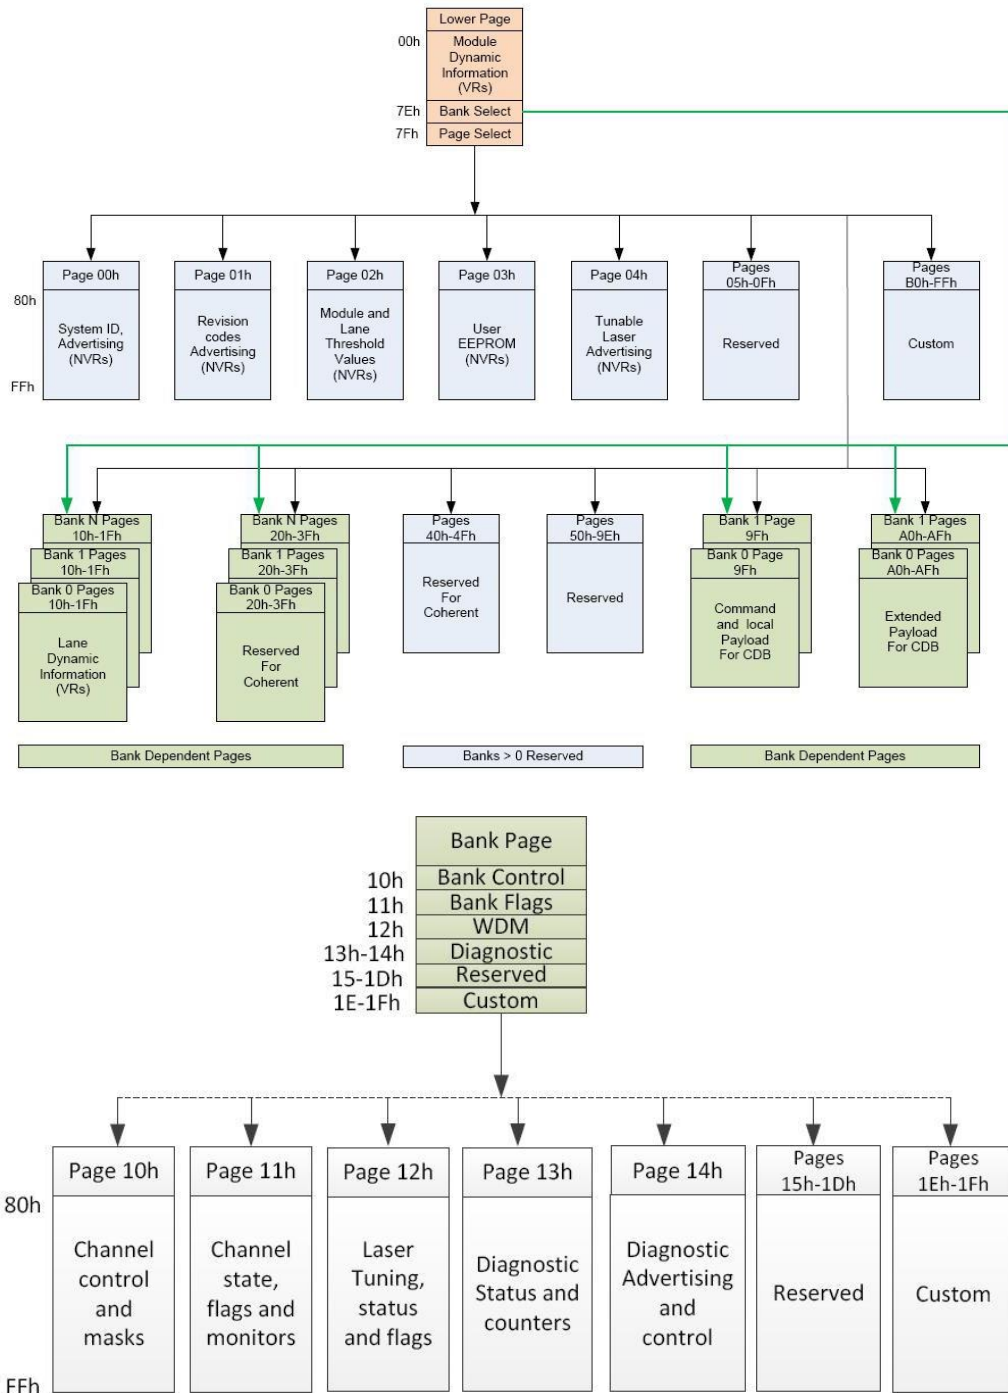 Lower Page
00h
Module
Dynamic
Information
(VRs)
7Eh
Bank Select
7Fh
Page Select
Page 00h
Page 01h
Page 02h
Page 03h
Page 04h
Pages
05h-0Fh
Pages
B0h-FFh
80h
System ID,
Advertising
(NVRs)
Revision
codes
Advertising
(NVRs)
Module and
Lane
Threshold
Values
(NVRs)
User
EEPROM
(NVRs)
Tunable
Laser
Advertising
(NVRs)
Reserved
Custom
FFh
Bank N Pages
10h-1Fh
Bank 1 Pages
10h-1Fh
Bank 0 Pages
10h-1Fh
Lane
Dynamic
Information
(VRs)
Bank N Pages
20h-3Fh
Bank 1 Pages
20h-3Fh
Bank 0 Pages
20h-3Fh
Reserved
For
Coherent
Pages
40h-4Fh
Reserved
For
Coherent
Pages
50h-9Eh
Reserved
Bank 1 Page
9Fh
Bank 0 Page
9Fh
Command
and local
Payload
For CDB
Bank 1 Pages
A0h-AFh
Bank 0 Pages
A0h-AFh
Extended
Payload
For CDB
Bank Dependent Pages
Banks > 0 Reserved
Bank Dependent Pages
Bank Page
10h
Bank Control
11h
Bank Flags
12h
WDM
13h-14h
Diagnostic
15-1Dh
Reserved
1E-1Fh
Custom
Page 10h
Page 11h
Page 12h
Page 13h
Page 14h
Pages
15h-1Dh
Pages
1Eh-1Fh
80h
Channel
control
and
masks
Channel
state,
flags and
monitors
Laser
Tuning,
status
and flags
Diagnostic
Status and
counters
Diagnostic
Advertising
and
control
Reserved
Custom
FFh